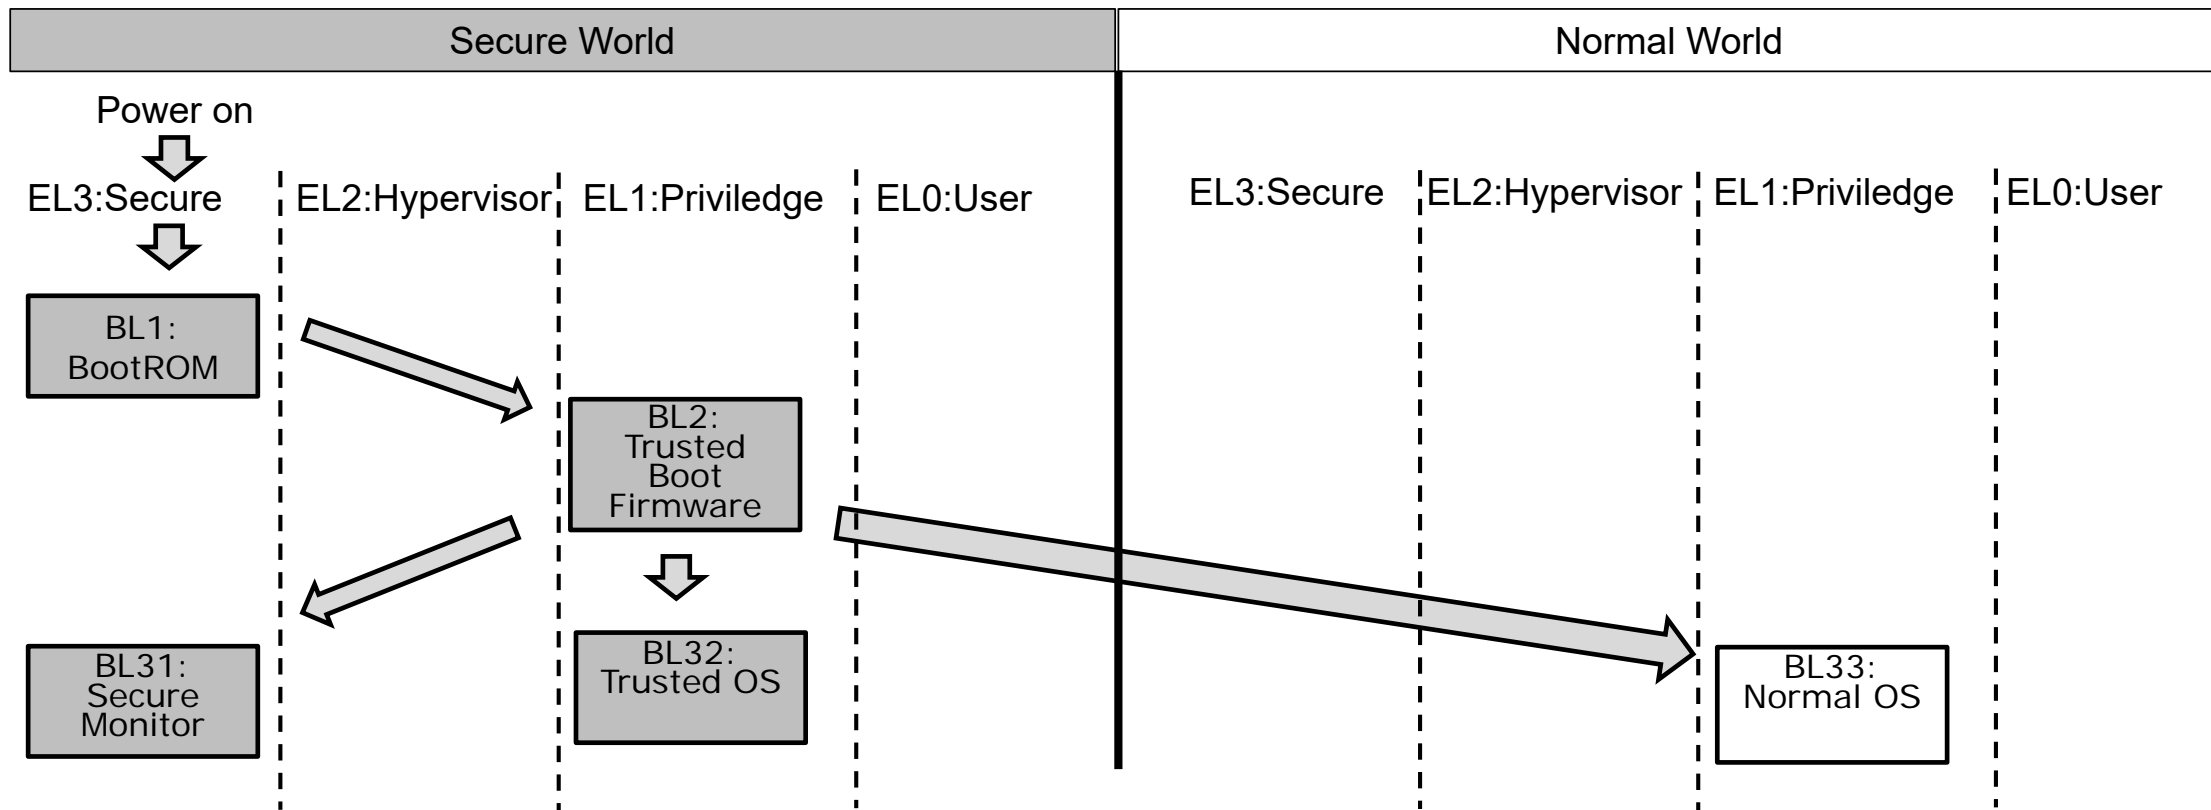 Secure World
Normal World
Power on
EL3:Secure
EL2:Hypervisor
EL1:Priviledge
EL0:User
EL3:Secure
EL2:Hypervisor
EL1:Priviledge
EL0:User
BL1:
BootROM
BL2:
Trusted
Boot
Firmware
BL31:
Secure
Monitor
BL32:
Trusted OS
BL33:
Normal OS